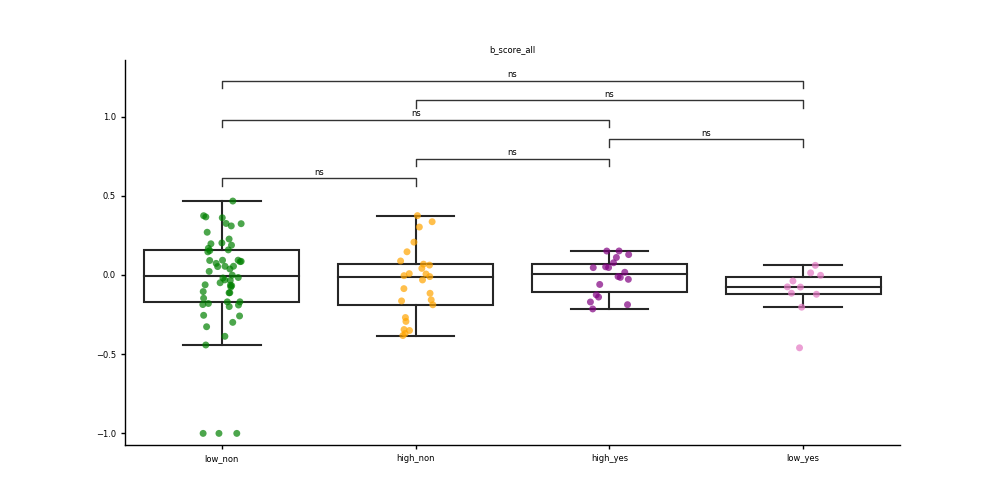 b_score_all
ns
ns
ns
ns
ns
ns
1.0
0.5
0.0
−0.5
−1.0
low_non
high_non
high_yes
low_yes